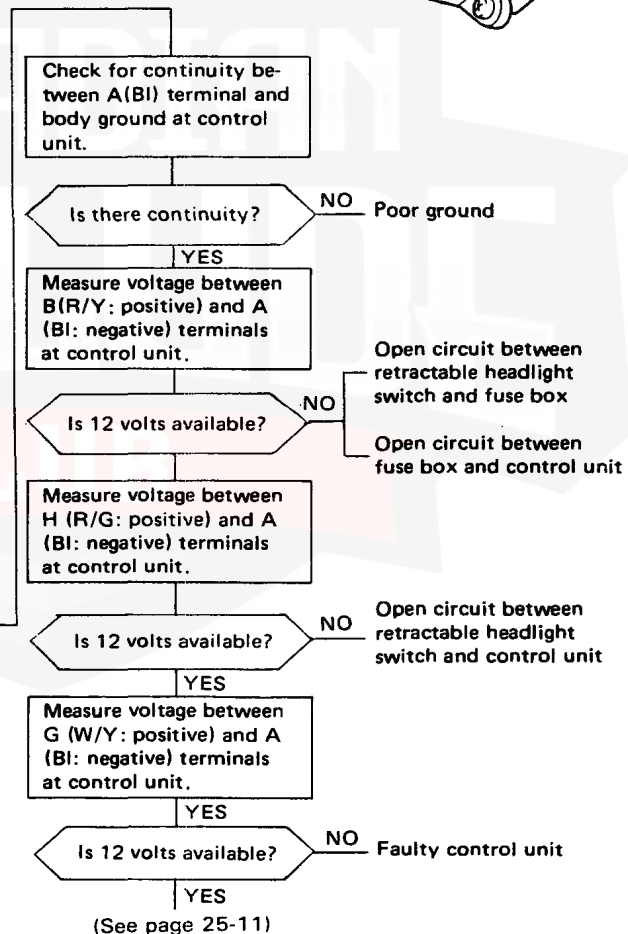 Check for continuity be-
tween A(Bl) terminal and
body ground at control
unit.
Is there continuity?
NO
Poor ground
YES
Measure voltage between
B(R/Y: positive) and A
(Bl: negative) terminals
at control unit.
Is 12 volts available?
NO
Open circuit between
retractable headlight
switch and fuse box
Open circuit between
fuse box and control unit
Measure voltage between
H (R/G: positive) and A
(Bl: negative) terminals
at control unit.
Is 12 volts available?
NO
Open circuit between
retractable headlight
switch and control unit
YES
Measure voltage between
G (W/Y: positive) and A
(Bl: negative) terminals
at control unit.
YES
Is 12 volts available?
NO
Faulty control unit
YES
(See page 25-11)